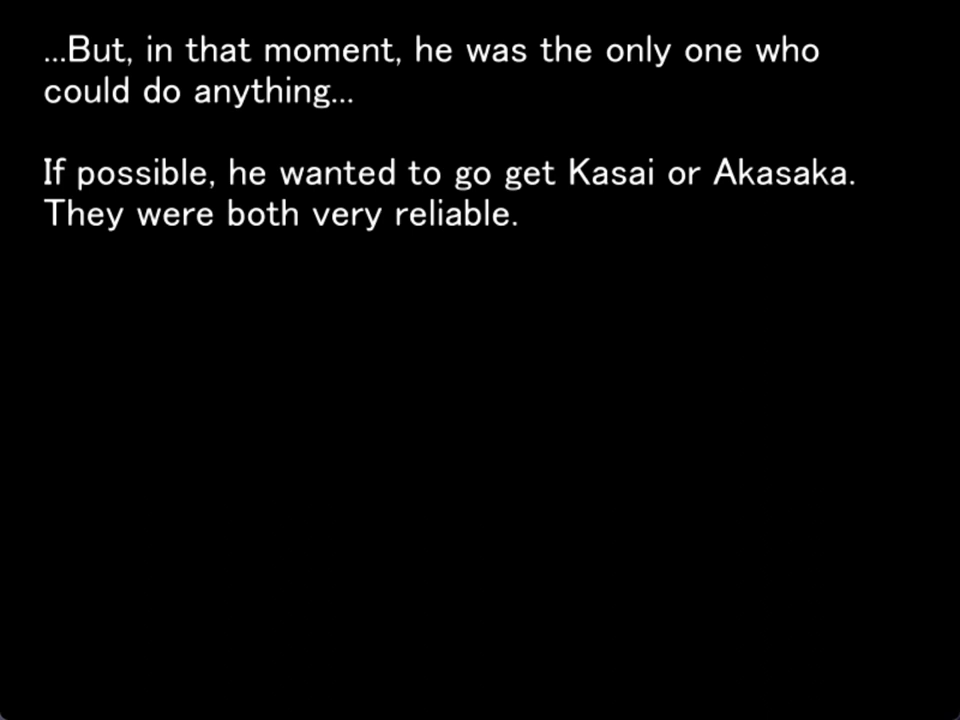 ...But, in that moment, he was the only one who
could do anything...
If possible, he wanted to go get Kasai or Akasaka.
They were both very reliable.